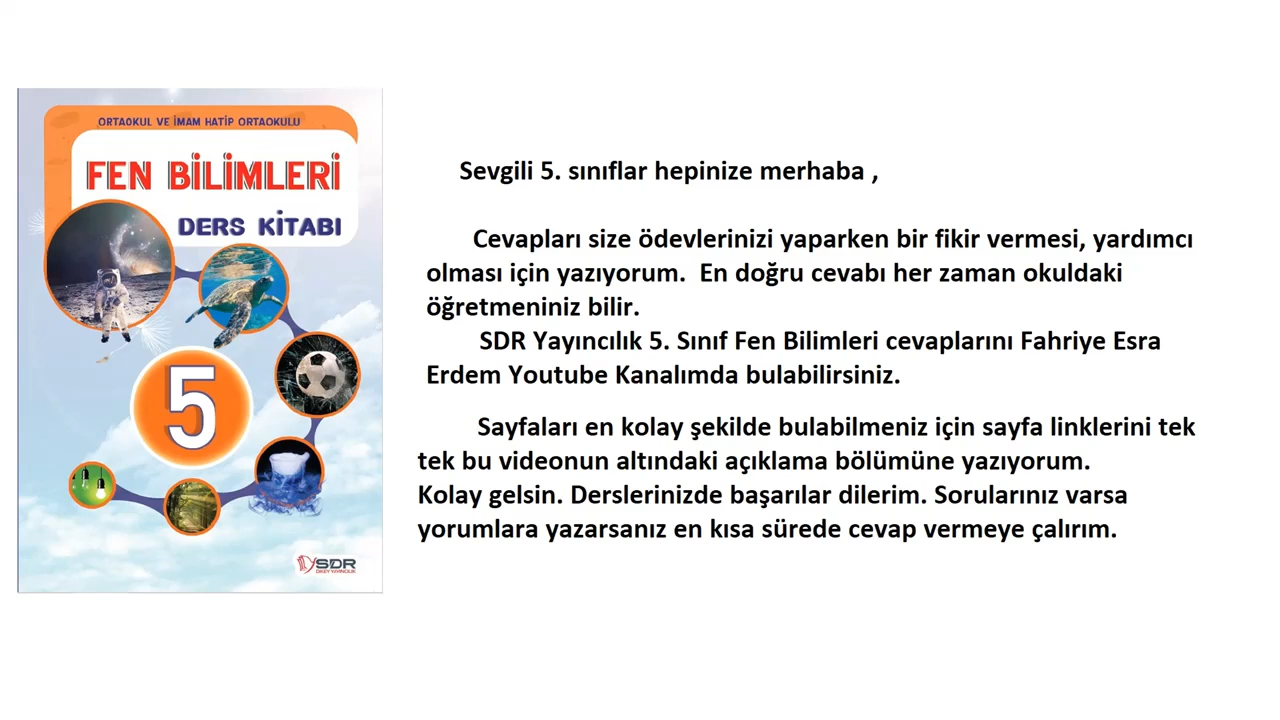 ORTAOKUL VE İMAM HATİP ORTAOKULU
FEN BİLİMLERİ
DERS KİTABI
5
SDR
DİKEY YAYINCILIK
Sevgili 5. sınıflar hepinize merhaba ,
Cevapları size ödevlerinizi yaparken bir fikir vermesi, yardımcı
olması için yazıyorum. En doğru cevabı her zaman okuldaki
öğretmeniniz bilir.
SDR Yayıncılık 5. Sınıf Fen Bilimleri cevaplarını Fahriye Esra
Erdem Youtube Kanalımda bulabilirsiniz.
Sayfaları en kolay şekilde bulabilmeniz için sayfa linklerini tek
tek bu videonun altındaki açıklama bölümüne yazıyorum.
Kolay gelsin. Derslerinizde başarılar dilerim. Sorularınız varsa
yorumlara yazarsanız en kısa sürede cevap vermeye çalırım.